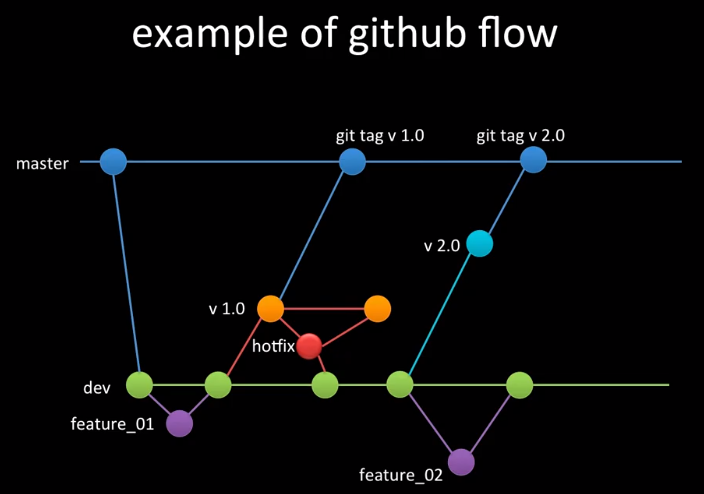 example of github flow
git tag v 1.0
git tag v 2.0
master
v 2.0
v 1.0
hotfix
dev
feature_01
feature_02